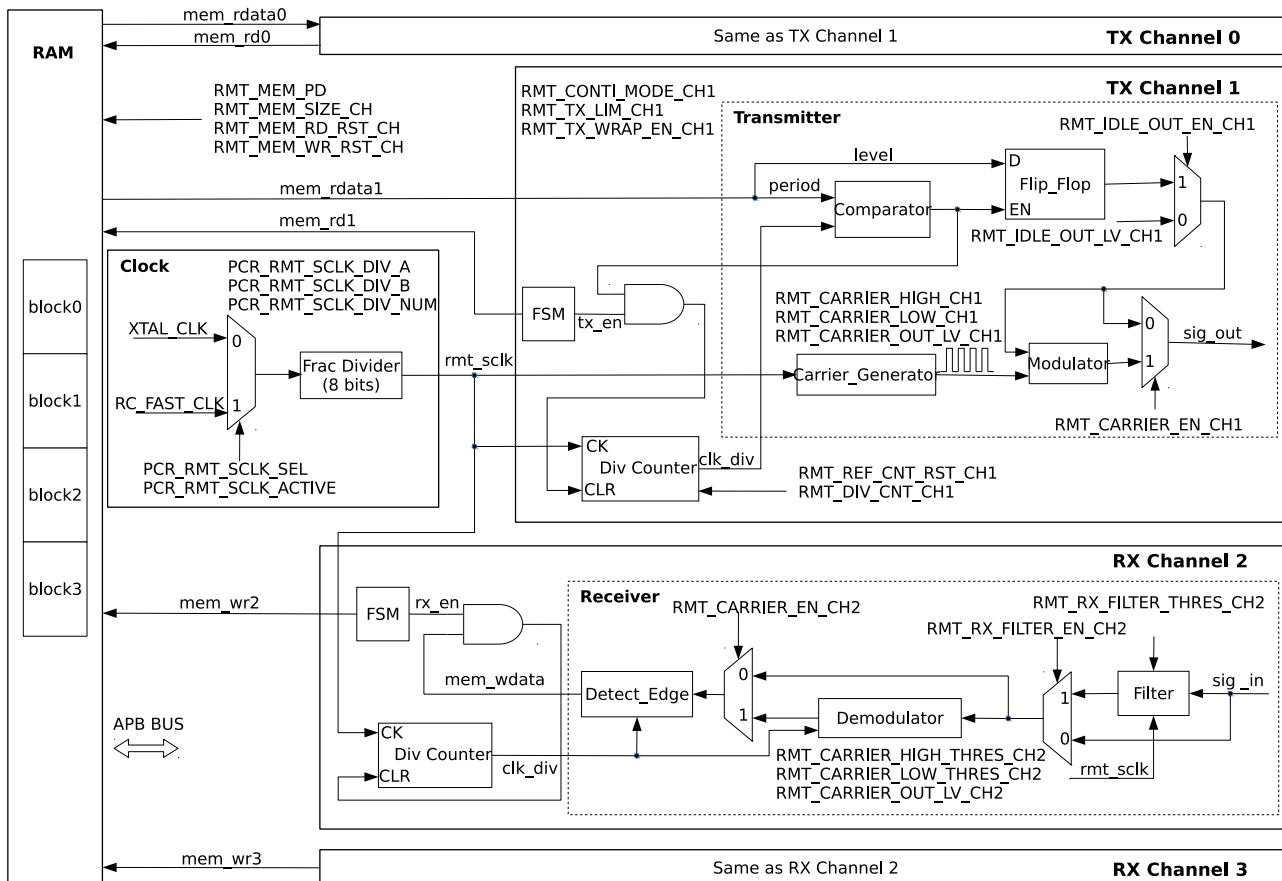 RAM
mem_rdata0
mem_rd0
Same as TX Channel 1
TX Channel 0
RMT_MEM_PD
RMT_MEM_SIZE_CH
RMT_MEM_RD_RST_CH
RMT_MEM_WR_RST_CH
RMT_CONTI_MODE_CH1
RMT_TX_LIM_CH1
RMT_TX_WRAP_EN_CH1
TX Channel 1
Transmitter
RMT_IDLE_OUT_EN_CH1
level
D
Flip_Flop
EN
1
0
RMT_IDLE_OUT_LV_CH1
mem_rdata1
period
Comparator
mem_rd1
Clock
PCR_RMT_SCLK_DIV_A
PCR_RMT_SCLK_DIV_B
PCR_RMT_SCLK_DIV_NUM
XTAL_CLK
0
RC_FAST_CLK
1
Frac Divider
(8 bits)
PCR_RMT_SCLK_SEL
PCR_RMT_SCLK_ACTIVE
rmt_sclk
FSM
tx_en
RMT_CARRIER_HIGH_CH1
RMT_CARRIER_LOW_CH1
RMT_CARRIER_OUT_LV_CH1
Carrier_Generator
Modulator
0
1
sig_out
RMT_CARRIER_EN_CH1
CK
Div Counter
CLR
clk_div
RMT_REF_CNT_RST_CH1
RMT_DIV_CNT_CH1
block0
block1
block2
block3
APB BUS
RX Channel 2
mem_wr2
FSM
rx_en
Receiver
RMT_CARRIER_EN_CH2
RMT_RX_FILTER_THRES_CH2
RMT_RX_FILTER_EN_CH2
mem_wdata
Detect_Edge
0
1
Demodulator
1
0
Filter
sig_in
rmt_sclk
CK
Div Counter
CLR
clk_div
RMT_CARRIER_HIGH_THRES_CH2
RMT_CARRIER_LOW_THRES_CH2
RMT_CARRIER_OUT_LV_CH2
mem_wr3
Same as RX Channel 2
RX Channel 3